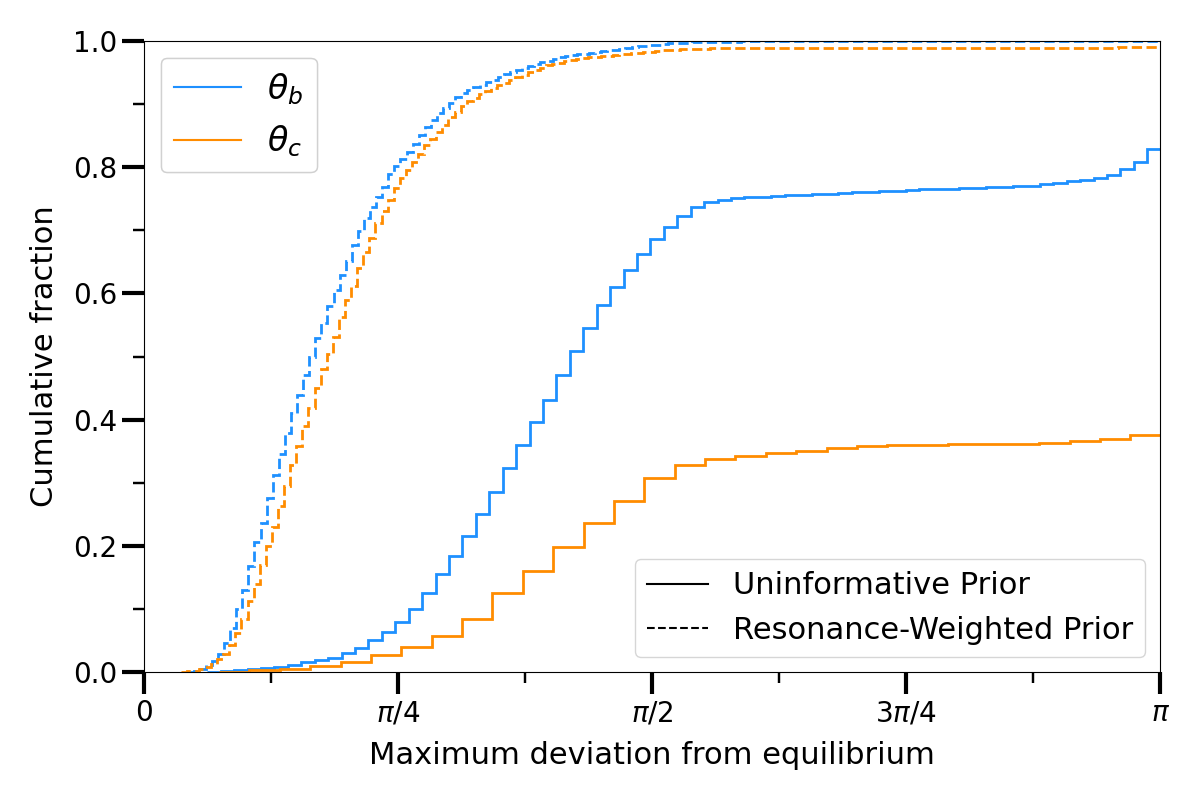 1.0
0.8
0.6
0.4
0.2
0.0
Cumulative fraction
θb
θc
Uninformative Prior
Resonance-Weighted Prior
0 π/4 π/2 3π/4 π
Maximum deviation from equilibrium